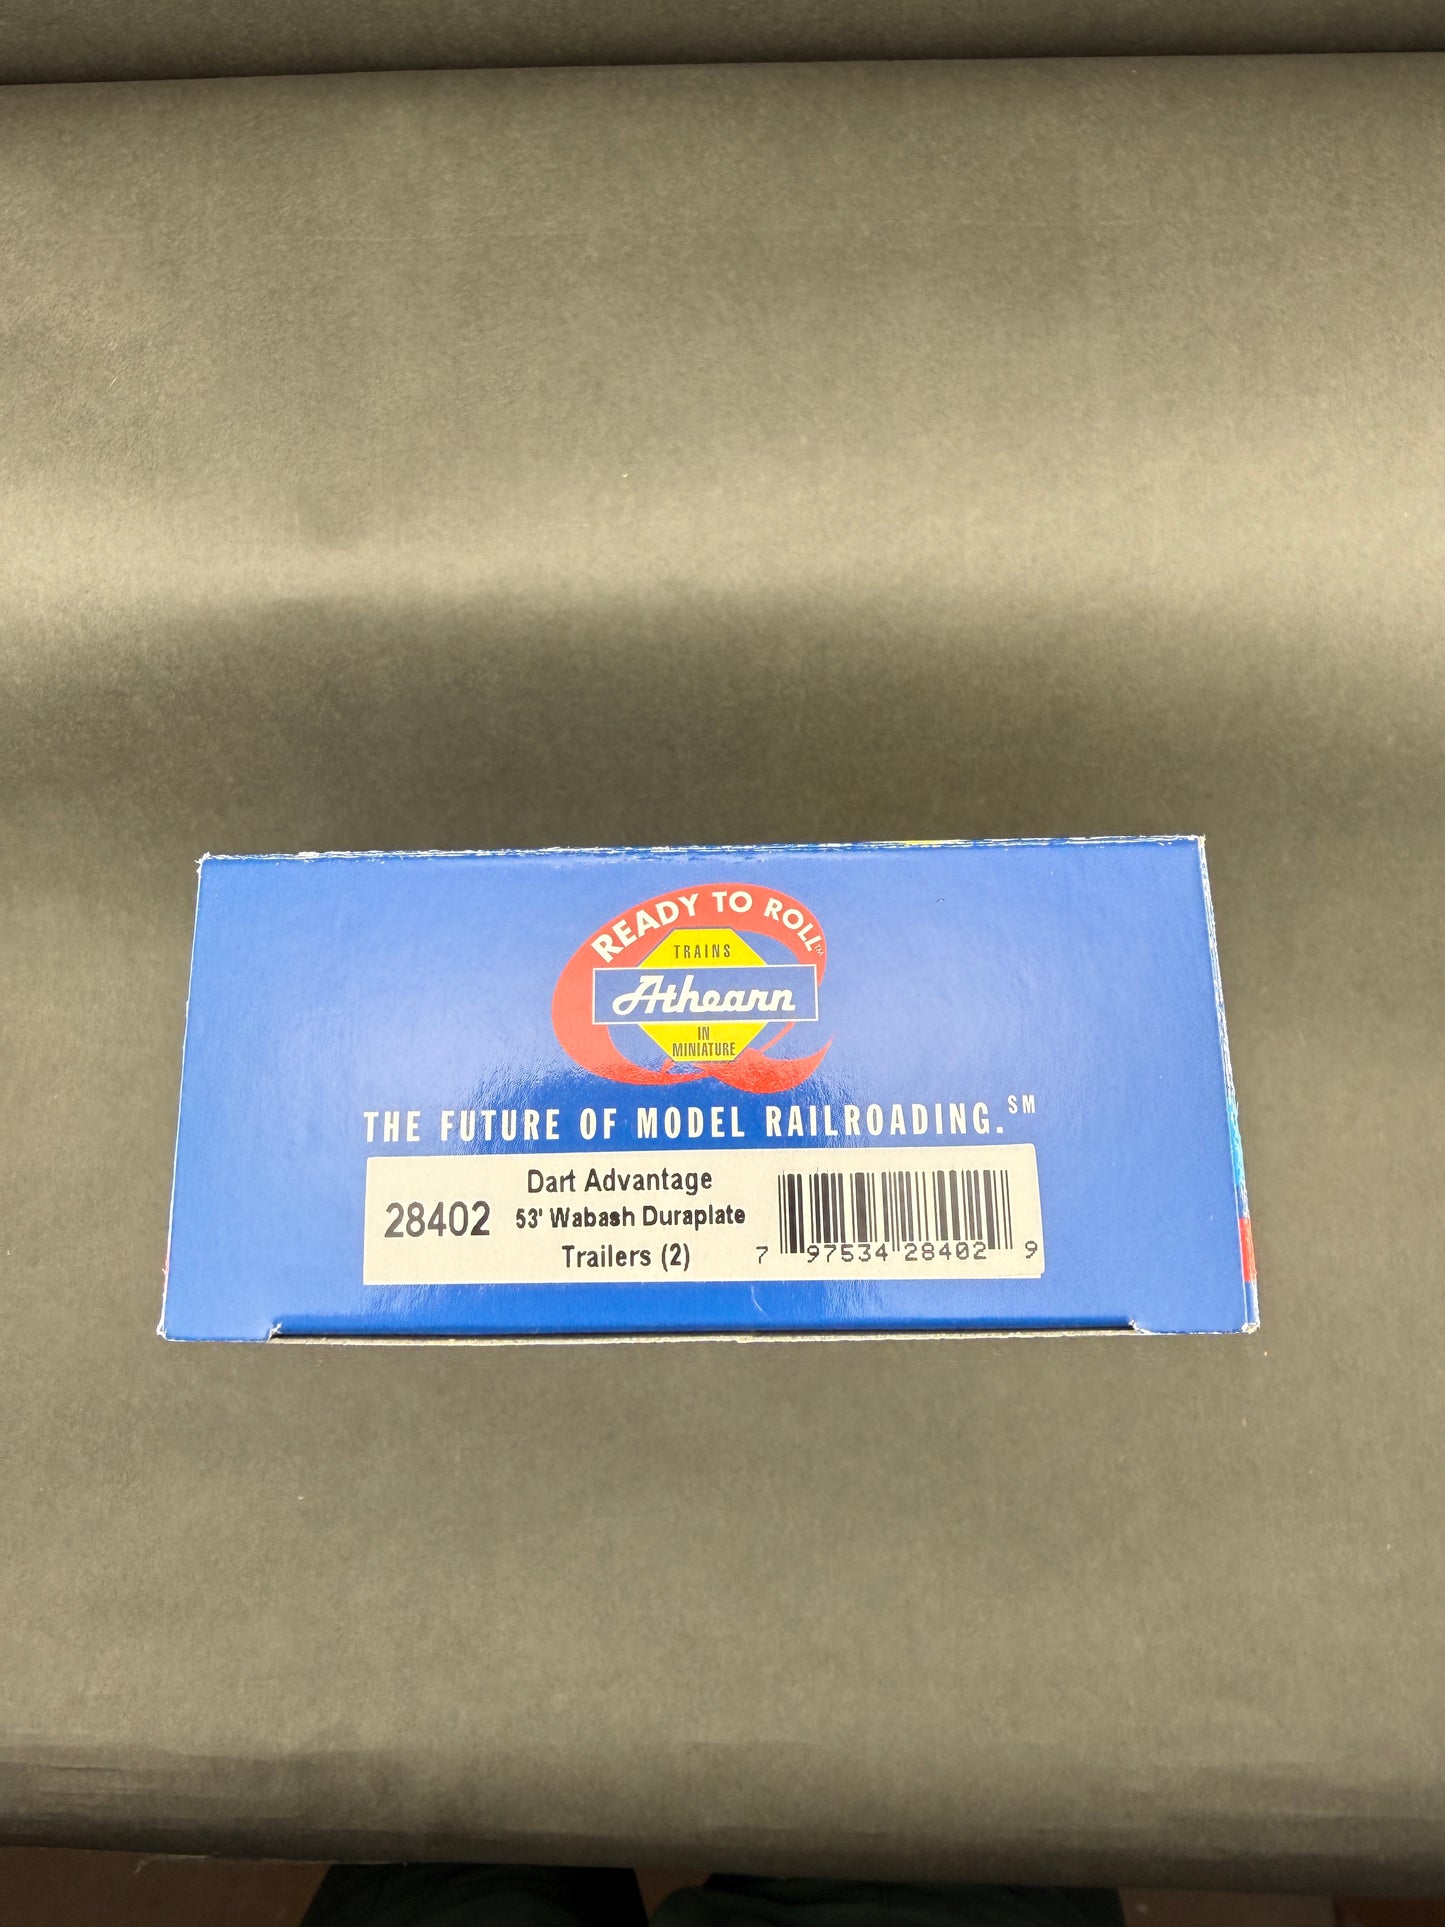 READY TO ROLL™
TRAINS
Athearn
IN
MINIATURE
THE FUTURE OF MODEL RAILROADING.SM
28402
Dart Advantage
53' Wabash Duraplate
Trailers (2)
7 97534 28402 9